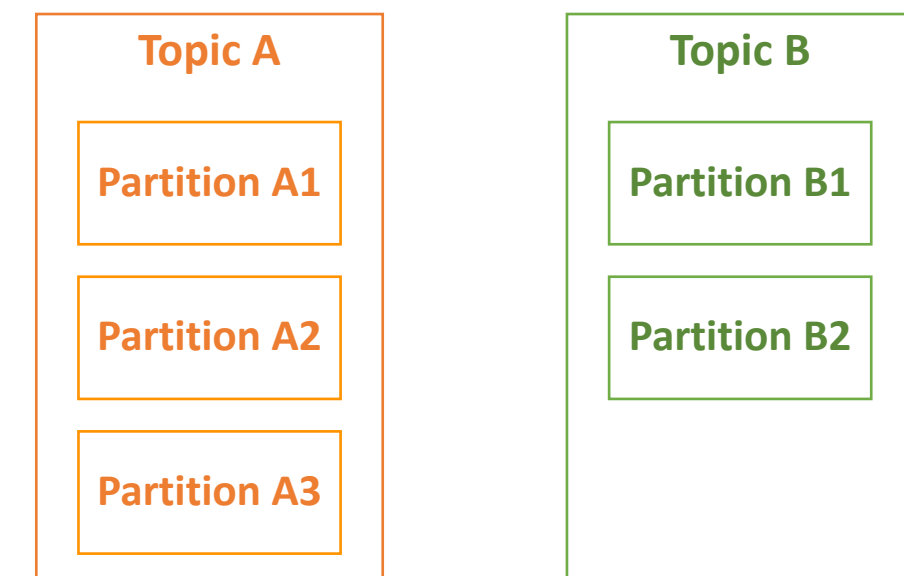 Topic A
Partition A1
Partition A2
Partition A3
Topic B
Partition B1
Partition B2